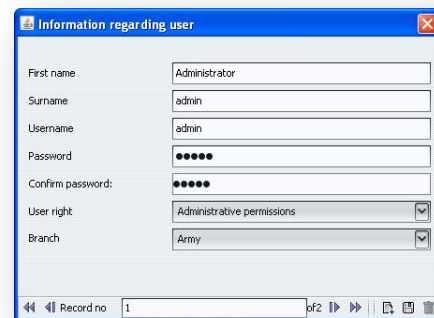 Information regarding user
First name Administrator
Surname admin
Username admin
Password ●●●●●
Confirm password: ●●●●●
User right Administrative permissions
Branch Army
Record no 1 of2